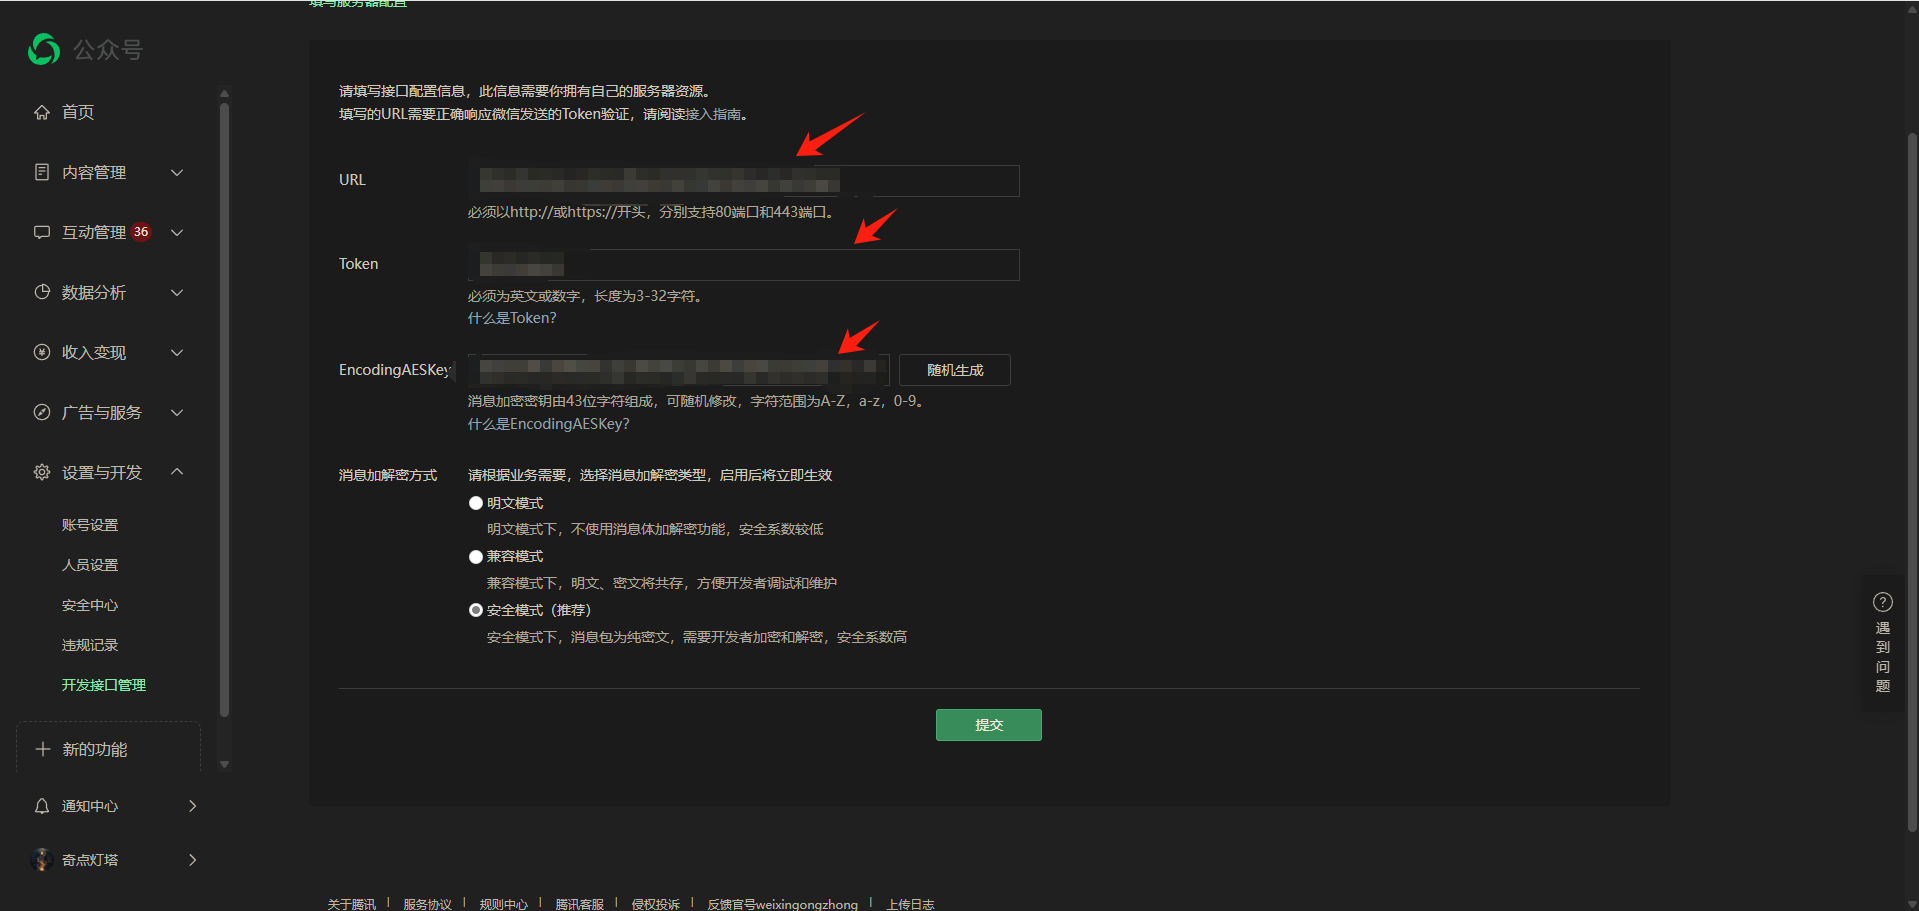 填写服务器配置
公众号
首页
内容管理
互动管理 36
数据分析
收入变现
广告与服务
设置与开发
账号设置
人员设置
安全中心
违规记录
开发接口管理
新的功能
通知中心
奇点灯塔
请填写接口配置信息，此信息需要你拥有自己的服务器资源。
填写的URL需要正确响应微信发送的Token验证，请阅读接入指南。
URL
必须以http://或https://开头，分别支持80端口和443端口。
Token
必须为英文或数字，长度为3-32字符。
什么是Token?
EncodingAESKey
随机生成
消息加密密钥由43位字符组成，可随机修改，字符范围为A-Z，a-z，0-9。
什么是EncodingAESKey?
消息加解密方式 请根据业务需要，选择消息加解密类型，启用后将立即生效
明文模式
明文模式下，不使用消息体加解密功能，安全系数较低
兼容模式
兼容模式下，明文、密文将共存，方便开发者调试和维护
安全模式（推荐）
安全模式下，消息包为纯密文，需要开发者加密和解密，安全系数高
提交
?
遇
到
问
题
关于腾讯 | 服务协议 | 规则中心 | 腾讯客服 | 侵权投诉 | 反馈官号weixingongzhong | 上传日志